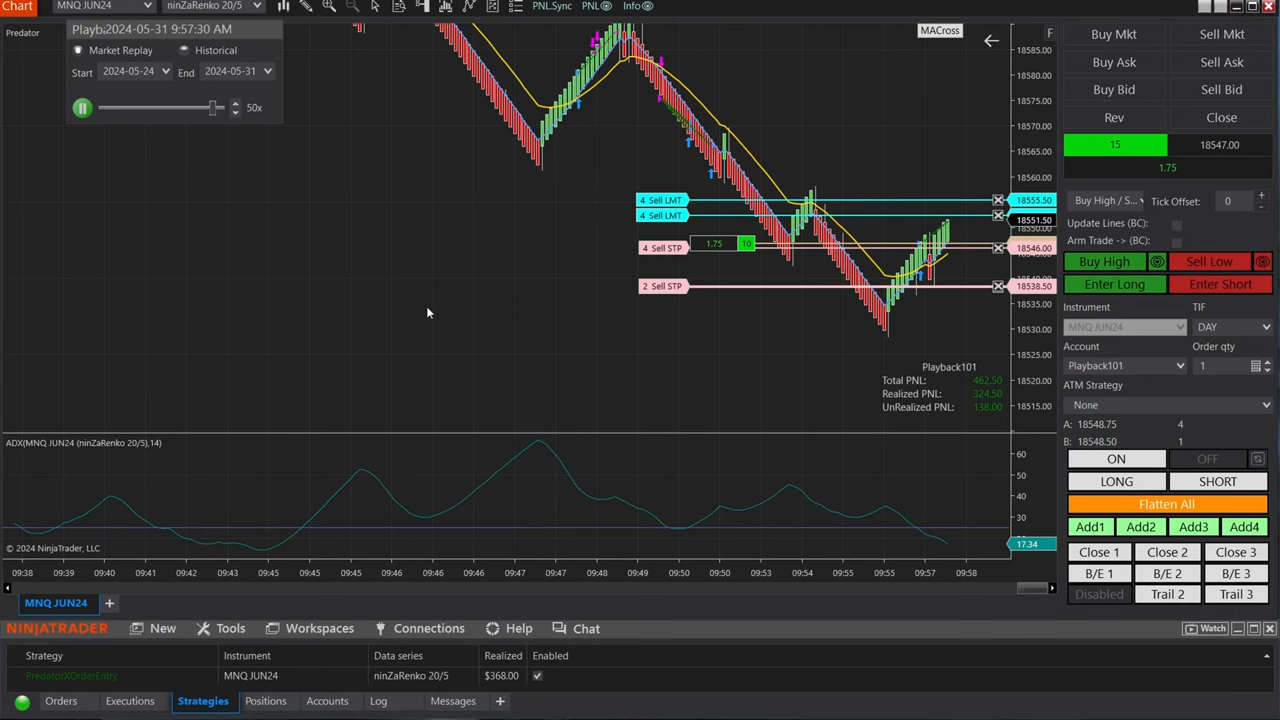 Chart MNQ JUN24 ninZaRenko 20/5 PNL.Sync PNL Info
Predator
Playb 2024-05-31 9:57:30 AM
Market Replay Historical
Start 2024-05-24 End 2024-05-31
50x
MACross
F
18585.00
18580.00
18575.00
18570.00
18565.00
18560.00
4 Sell LMT 18555.50
4 Sell LMT
18551.50
4 Sell STP 1.75 10 18546.00
2 Sell STP 18538.50
18535.00
18530.00
18525.00
18520.00
18515.00
Playback101
Total PNL: 462.50
Realized PNL: 324.50
UnRealized PNL: 138.00
ADX(MNQ JUN24 (ninZaRenko 20/5),14)
60
50
40
30
17.34
© 2024 NinjaTrader, LLC
09:38 09:39 09:40 09:41 09:42 09:43 09:44 09:45 09:45 09:46 09:46 09:47 09:48 09:49 09:50 09:50 09:53 09:54 09:55 09:55 09:57 09:58
MNQ JUN24 +
Buy Mkt Sell Mkt
Buy Ask Sell Ask
Buy Bid Sell Bid
Rev Close
15 18547.00
1.75
Buy High / S... Tick Offset: 0
Update Lines (BC):
Arm Trade -> (BC):
Buy High Sell Low
Enter Long Enter Short
Instrument TIF
MNQ JUN24 DAY
Account Order qty
Playback101 1
ATM Strategy
None
A: 18548.75 4
B: 18548.50 1
ON OFF
LONG SHORT
Flatten All
Add1 Add2 Add3 Add4
Close 1 Close 2 Close 3
B/E 1 B/E 2 B/E 3
Disabled Trail 2 Trail 3
NINJATRADER New Tools Workspaces Connections Help Chat Watch
Strategy Instrument Data series Realized Enabled
PredatorXOrderEntry MNQ JUN24 ninZaRenko 20/5 $368.00
Orders Executions Strategies Positions Accounts Log Messages +